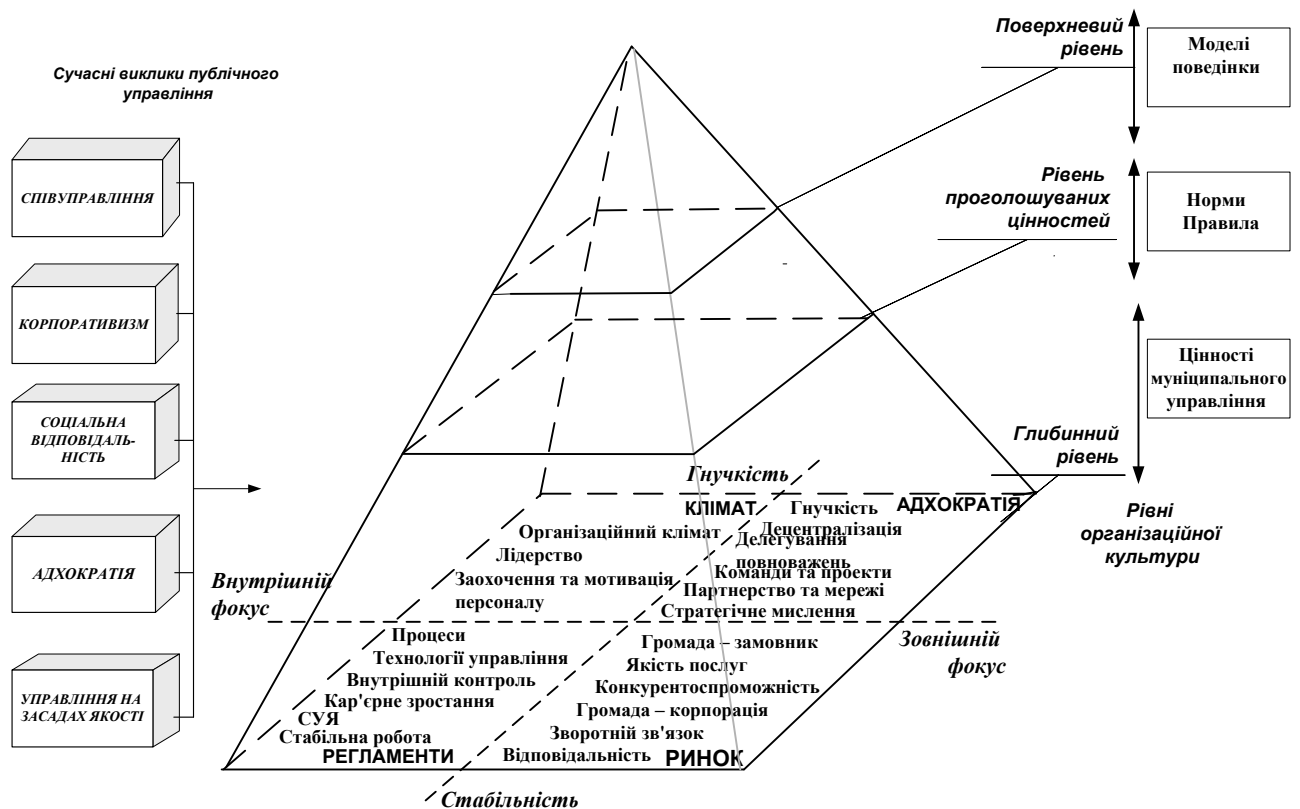 Сучасні виклики публічного
управління
СПІВУПРАВЛІННЯ
КОРПОРАТИВИЗМ
СОЦІАЛЬНА
ВІДПОВІДАЛЬ-
НІСТЬ
АДХОКРАТІЯ
УПРАВЛІННЯ НА
ЗАСАДАХ ЯКОСТІ
Поверхневий
рівень
Моделі
поведінки
Рівень
проголошуваних
цінностей
Норми
Правила
Цінності
муніципального
управління
Глибинний
рівень
Рівні
організаційної
культури
Гнучкість
КЛІМАТ
Організаційний клімат
Лідерство
Заохочення та мотивація
персоналу
АДХОКРАТІЯ
Гнучкість
Децентралізація
Делегування
повноважень
Команди та проекти
Партнерство та мережі
Стратегічне мислення
Внутрішній
фокус
Зовнішній
фокус
Процеси
Технології управління
Внутрішній контроль
Кар'єрне зростання
СУЯ
Стабільна робота
РЕГЛАМЕНТИ
Громада – замовник
Якість послуг
Конкурентоспроможність
Громада – корпорація
Зворотній зв'язок
Відповідальність
РИНОК
Стабільність